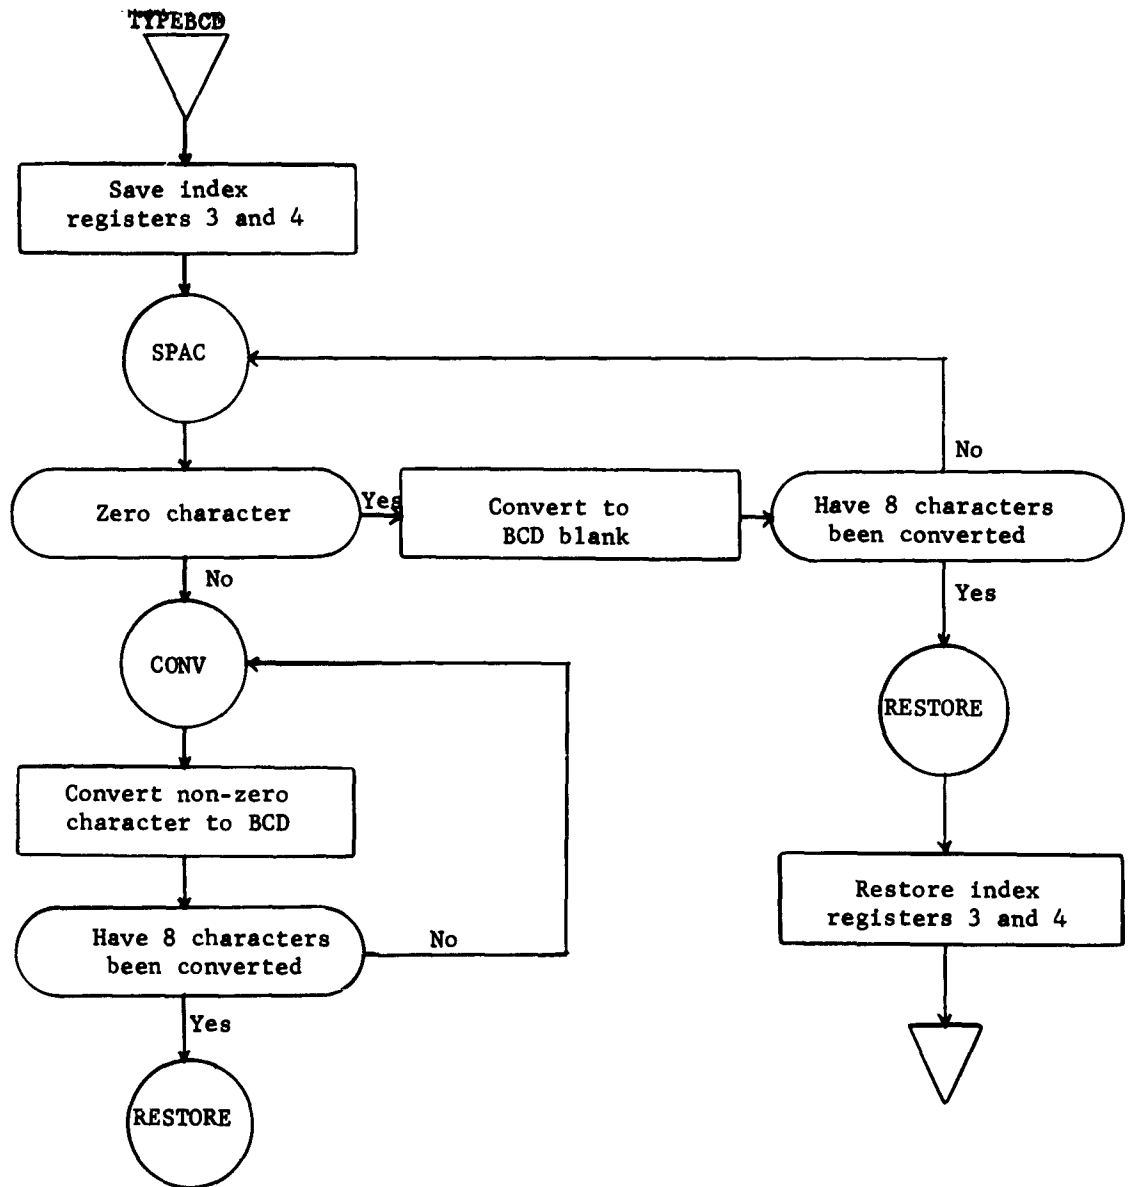 TYPEBCD
Save index
registers 3 and 4
SPAC
No
Zero character
Yes
Convert to
BCD blank
Have 8 characters
been converted
No
Yes
CONV
RESTORE
Convert non-zero
character to BCD
Restore index
registers 3 and 4
Have 8 characters
been converted
No
Yes
RESTORE